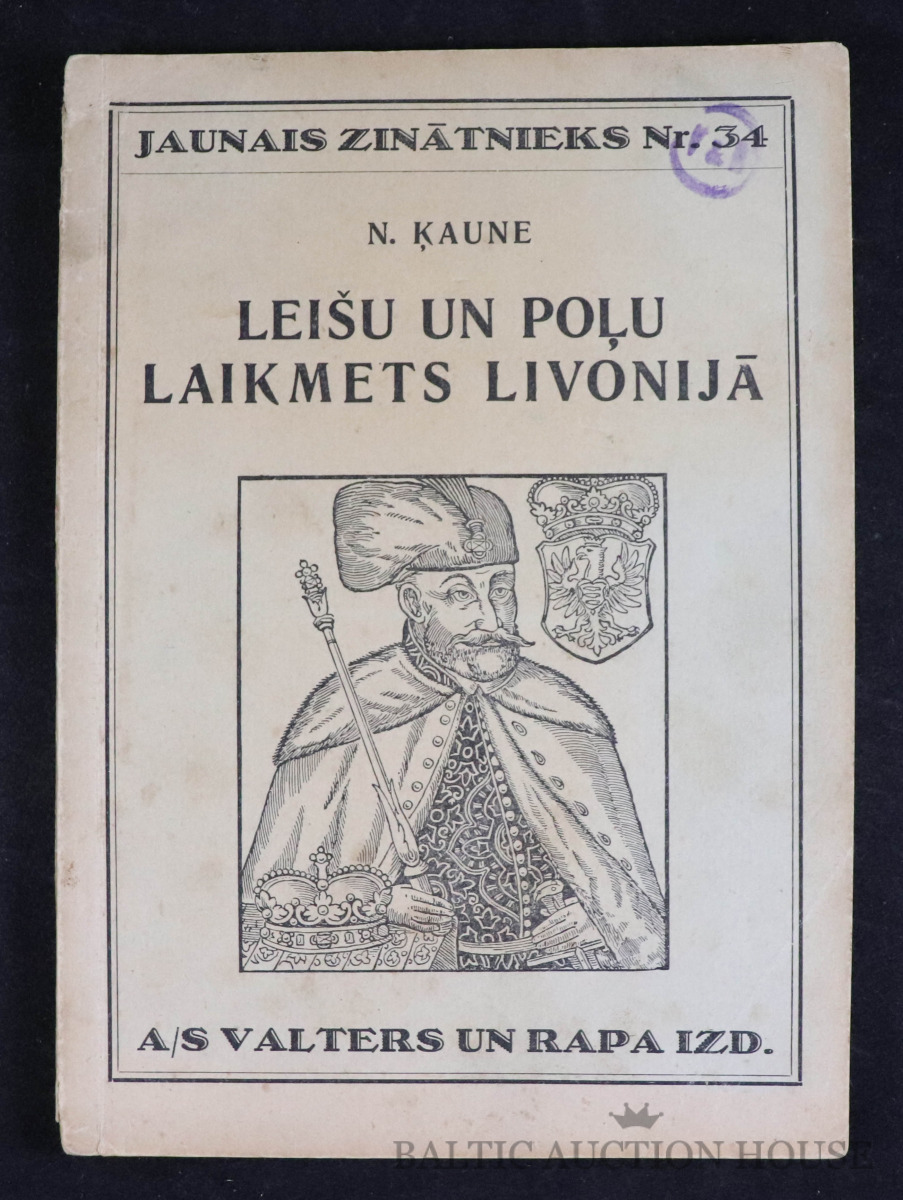 JAUNAIS ZINĀTNIEKS Nr. 34
N. ĶAUNE
LEIŠU UN POĻU
LAIKMETS LIVONIJĀ
A/S VALTERS UN RAPA IZD.
BALTIC AUCTION HOUSE